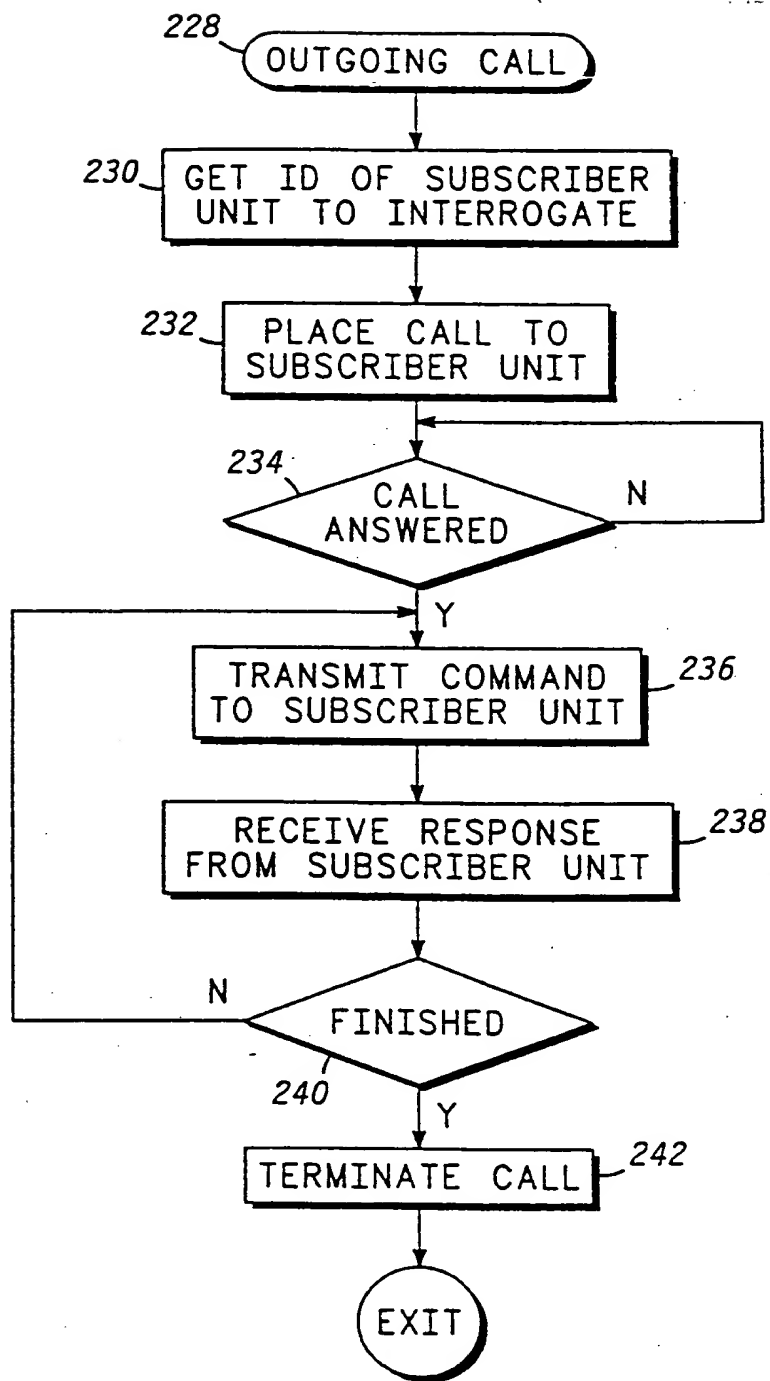 228
OUTGOING CALL
230
GET ID OF SUBSCRIBER
UNIT TO INTERROGATE
232
PLACE CALL TO
SUBSCRIBER UNIT
234
CALL
ANSWERED
N
Y
TRANSMIT COMMAND
TO SUBSCRIBER UNIT
236
RECEIVE RESPONSE
FROM SUBSCRIBER UNIT
238
N
FINISHED
240
Y
TERMINATE CALL
242
EXIT